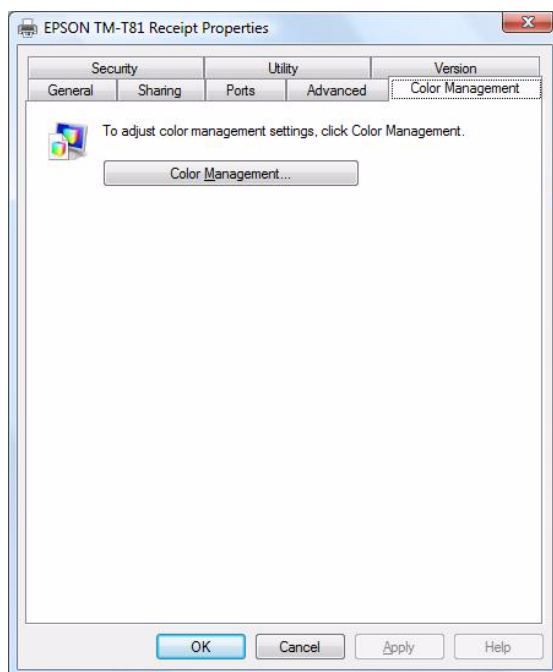 EPSON TM-T81 Receipt Properties
Security Utility Version
General Sharing Ports Advanced Color Management
To adjust color management settings, click Color Management.
Color Management...
OK Cancel Apply Help